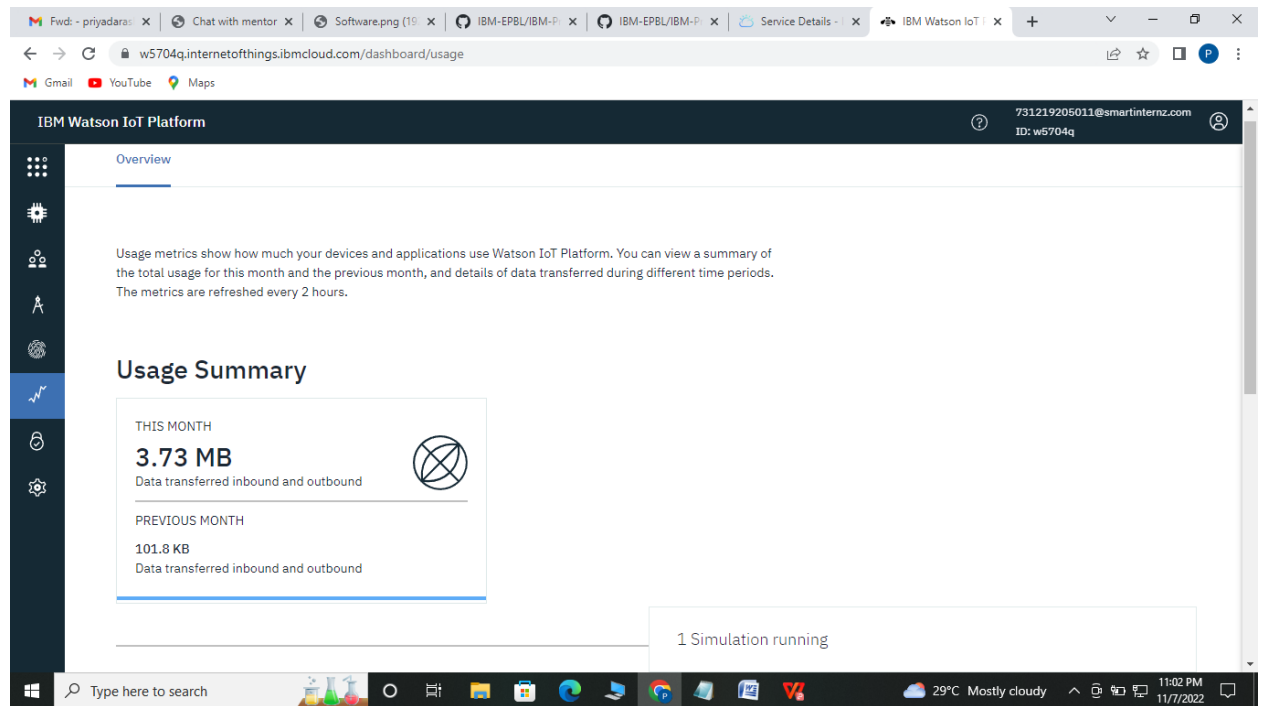 Fwd: - priyadaras
Chat with mentor
Software.png (19
IBM-EPBL/IBM-P
IBM-EPBL/IBM-P
Service Details -
IBM Watson IoT P
w5704q.internetofthings.ibmcloud.com/dashboard/usage
P
Gmail
YouTube
Maps
IBM Watson IoT Platform
731219205011@smartinternz.com
ID: w5704q
Overview
Usage metrics show how much your devices and applications use Watson IoT Platform. You can view a summary of
the total usage for this month and the previous month, and details of data transferred during different time periods.
The metrics are refreshed every 2 hours.
Usage Summary
THIS MONTH
3.73 MB
Data transferred inbound and outbound
PREVIOUS MONTH
101.8 KB
Data transferred inbound and outbound
1 Simulation running
Type here to search
29°C Mostly cloudy
11:02 PM
11/7/2022